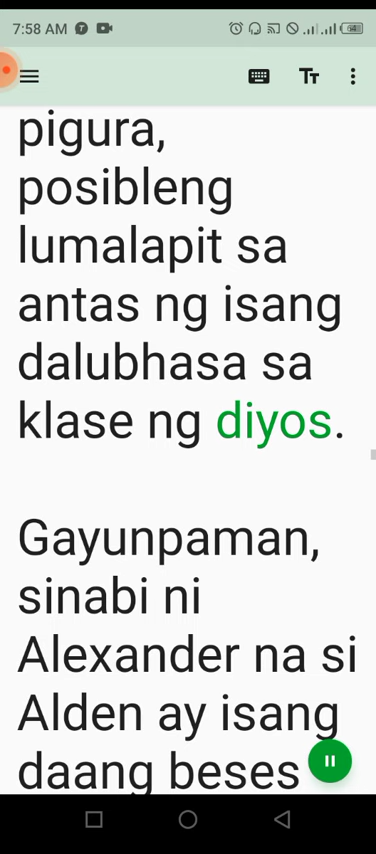 7:58 AM
pigura,
posibleng
lumalapit sa
antas ng isang
dalubhasa sa
klase ng diyos.
Gayunpaman,
sinabi ni
Alexander na si
Alden ay isang
daang beses